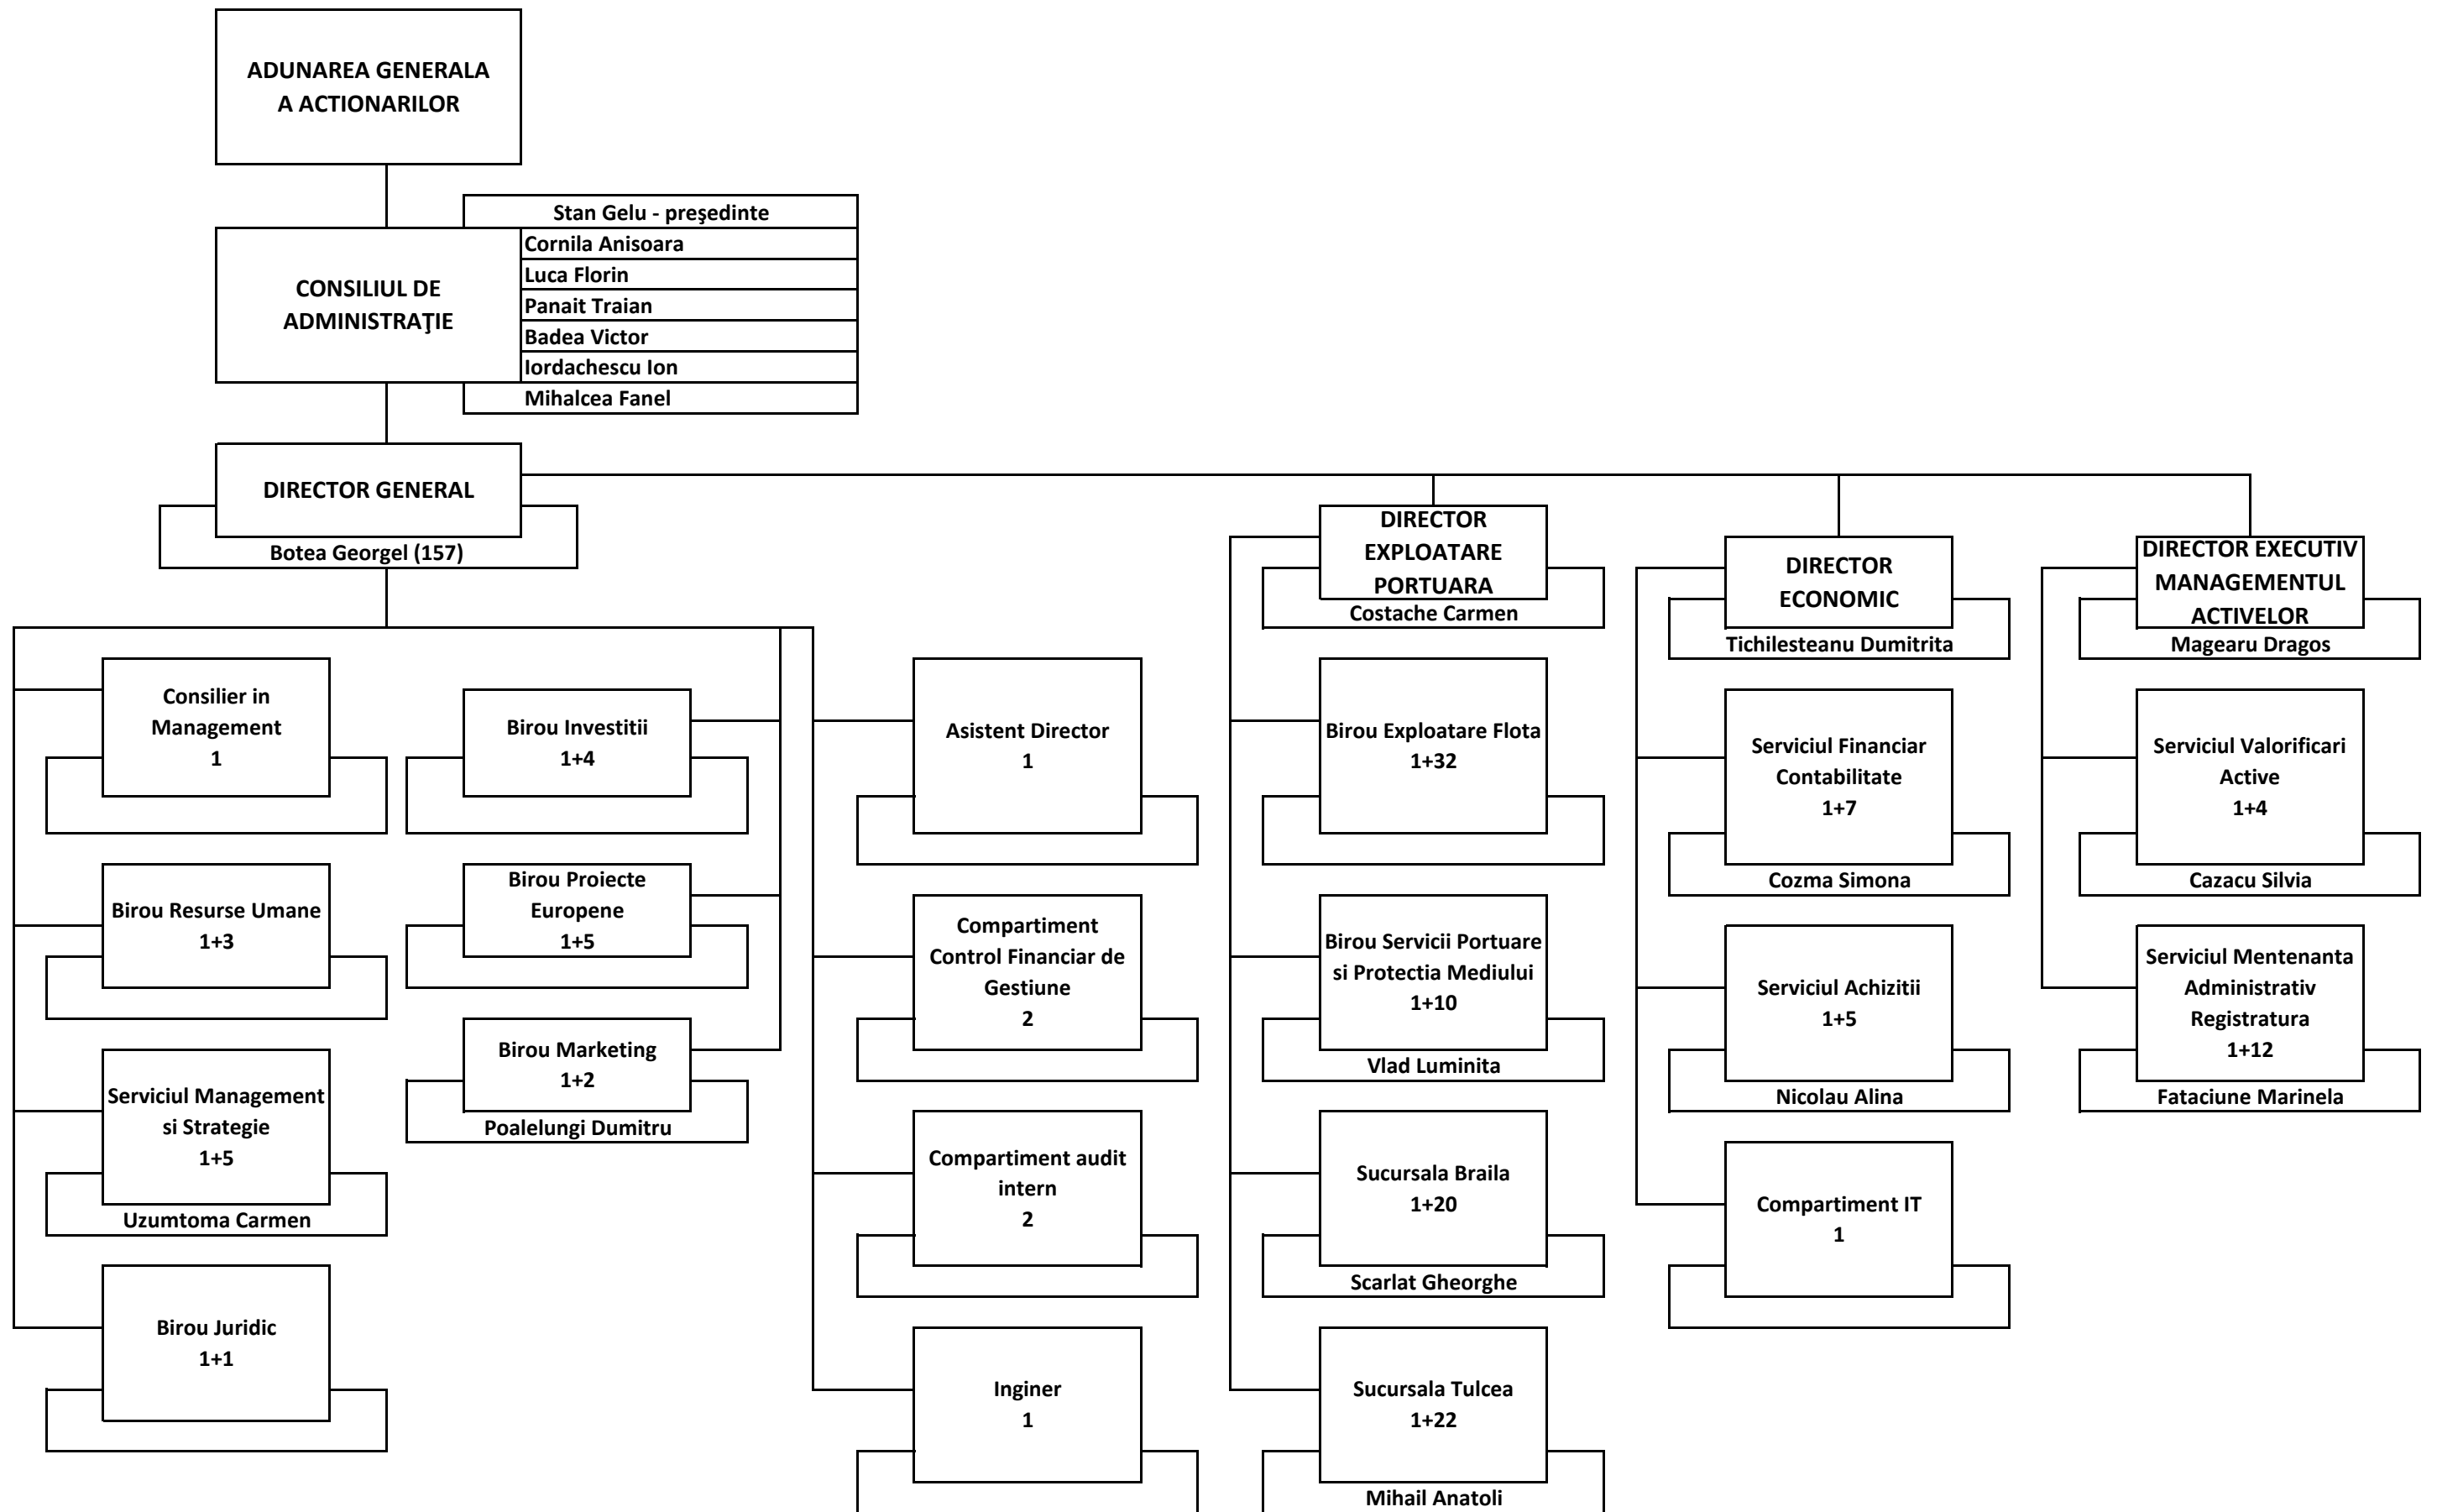 ADUNAREA GENERALA
A ACTIONARILOR
Stan Gelu - preşedinte
CONSILIUL DE
ADMINISTRAŢIE
Cornila Anisoara
Luca Florin
Panait Traian
Badea Victor
Iordachescu Ion
Mihalcea Fanel
DIRECTOR GENERAL
Botea Georgel (157)
DIRECTOR
EXPLOATARE
PORTUARA
Costache Carmen
DIRECTOR
ECONOMIC
Tichilesteanu Dumitrita
DIRECTOR EXECUTIV
MANAGEMENTUL
ACTIVELOR
Magearu Dragos
Consilier in
Management
1
Birou Resurse Umane
1+3
Serviciul Management
si Strategie
1+5
Uzumtoma Carmen
Birou Juridic
1+1
Birou Investitii
1+4
Birou Proiecte
Europene
1+5
Birou Marketing
1+2
Poalelungi Dumitru
Asistent Director
1
Compartiment
Control Financiar de
Gestiune
2
Compartiment audit
intern
2
Inginer
1
Birou Exploatare Flota
1+32
Birou Servicii Portuare
si Protectia Mediului
1+10
Vlad Luminita
Sucursala Braila
1+20
Scarlat Gheorghe
Sucursala Tulcea
1+22
Mihail Anatoli
Serviciul Financiar
Contabilitate
1+7
Cozma Simona
Serviciul Achizitii
1+5
Nicolau Alina
Compartiment IT
1
Serviciul Valorificari
Active
1+4
Cazacu Silvia
Serviciul Mentenanta
Administrativ
Registratura
1+12
Fataciune Marinela